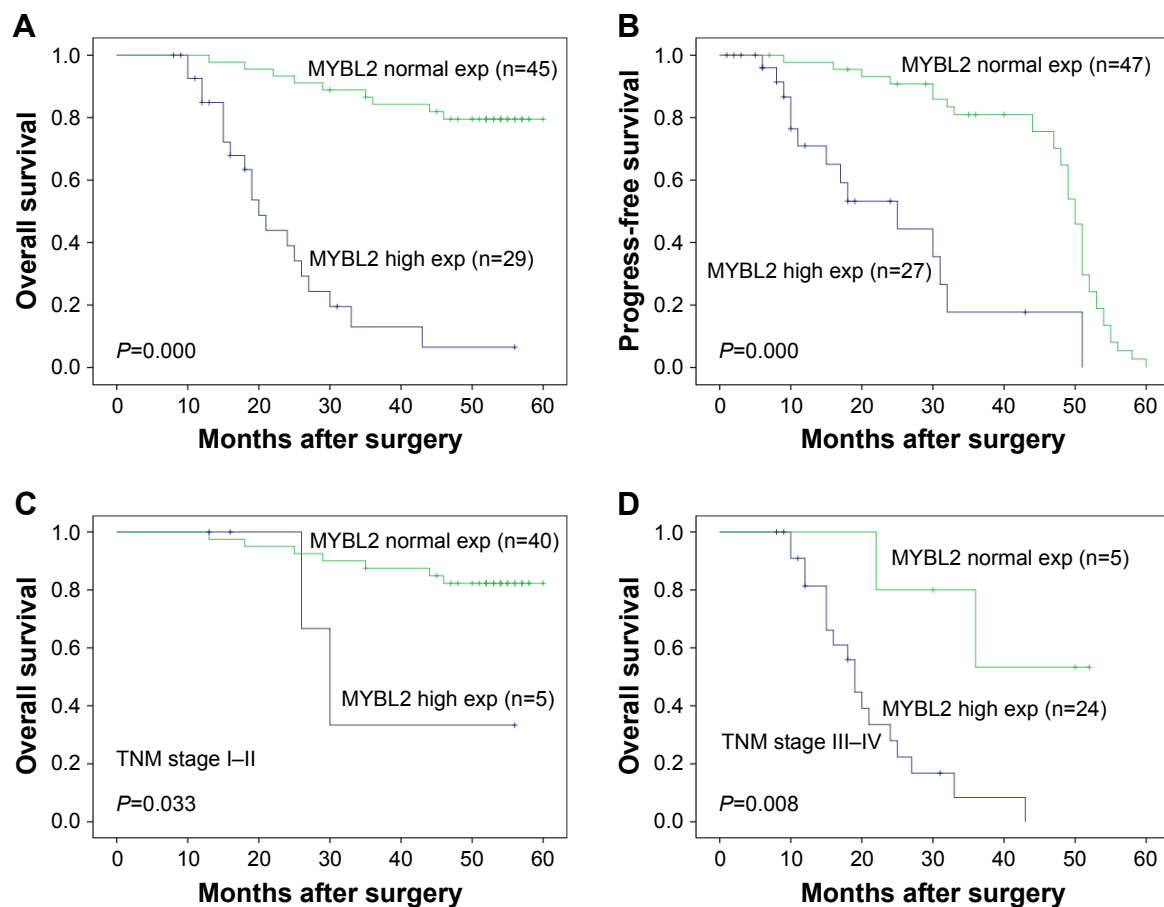 A
Overall survival
1.0
0.8
0.6
0.4
0.2
0.0
MYBL2 normal exp (n=45)
MYBL2 high exp (n=29)
P=0.000
0 10 20 30 40 50 60
Months after surgery
B
Progress-free survival
1.0
0.8
0.6
0.4
0.2
0.0
MYBL2 normal exp (n=47)
MYBL2 high exp (n=27)
P=0.000
0 10 20 30 40 50 60
Months after surgery
C
Overall survival
1.0
0.8
0.6
0.4
0.2
0.0
MYBL2 normal exp (n=40)
MYBL2 high exp (n=5)
TNM stage I–II
P=0.033
0 10 20 30 40 50 60
Months after surgery
D
Overall survival
1.0
0.8
0.6
0.4
0.2
0.0
MYBL2 normal exp (n=5)
MYBL2 high exp (n=24)
TNM stage III–IV
P=0.008
0 10 20 30 40 50 60
Months after surgery